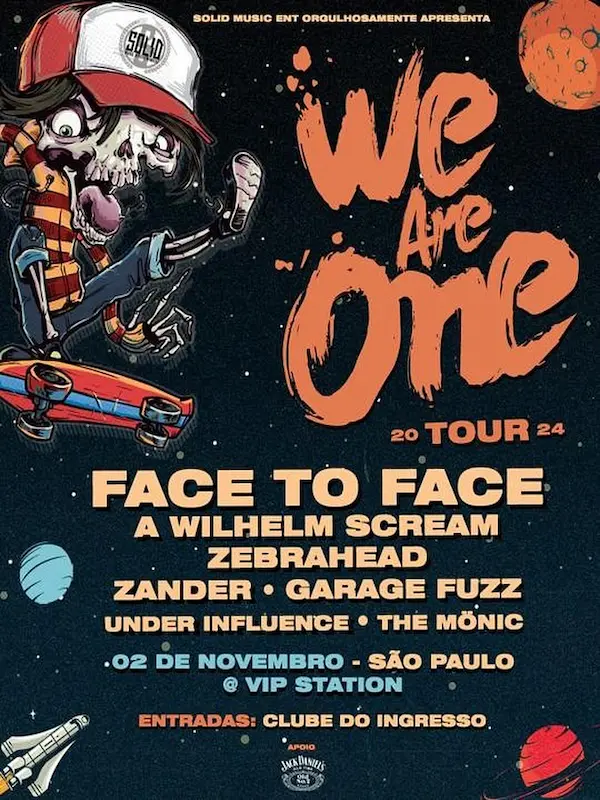 SOLID MUSIC ENT ORGULHOSAMENTE APRESENTA
SOLID
We
Are
One
20 TOUR 24
FACE TO FACE
A WILHELM SCREAM
ZEBRAHEAD
ZANDER • GARAGE FUZZ
UNDER INFLUENCE • THE MÖNIC
02 DE NOVEMBRO - SÃO PAULO
@ VIP STATION
ENTRADAS: CLUBE DO INGRESSO
APOIO
JACK DANIEL'S